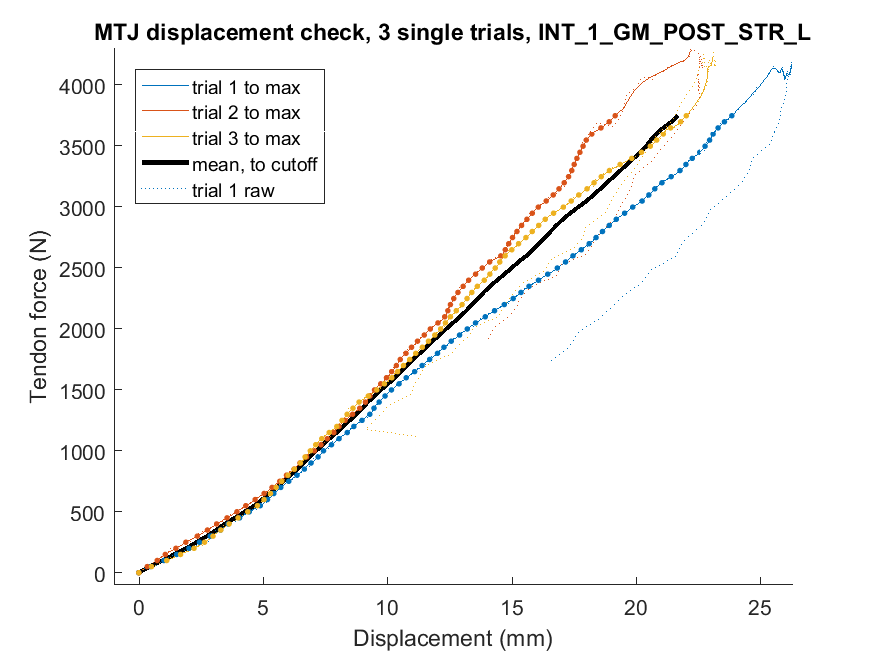 MTJ displacement check, 3 single trials, INT_1_GM_POST_STR_L
trial 1 to max
trial 2 to max
trial 3 to max
mean, to cutoff
trial 1 raw
Tendon force (N)
4000
3500
3000
2500
2000
1500
1000
500
0
0 5 10 15 20 25
Displacement (mm)